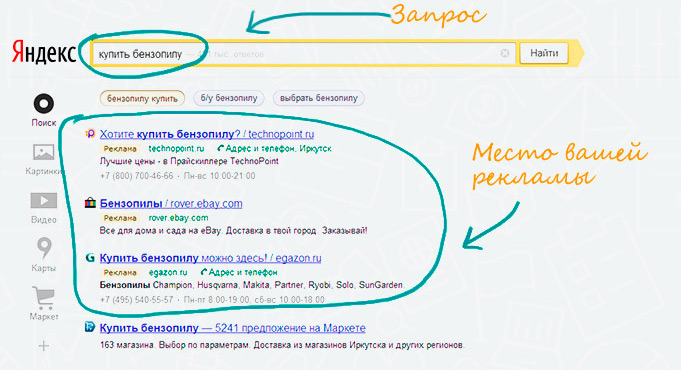 Запрос
Яндекс
купить бензопилу — тыс. ответов
Найти
бензопилу купить
б/у бензопилу
выбрать бензопилу
Поиск
Картинки
Видео
Карты
Маркет
Хотите купить бензопилу? / technopoint.ru
Реклама technopoint.ru Адрес и телефон, Иркутск
Лучшие цены - в Прайскиллере TechnoPoint
+7 (800) 700-46-66 · Пн-вс 10:00-21:00
Бензопилы / rover.ebay.com
Реклама rover.ebay.com
Все для дома и сада на eBay. Доставка в твой город. Заказывай!
Купить бензопилу можно здесь! / egazon.ru
Реклама egazon.ru Адрес и телефон
Бензопилы Champion, Husqvarna, Makita, Partner, Ryobi, Solo, SunGarden.
+7 (495) 540-55-57 · Пн-пт 8:00-19:00, сб-вс 10:00-18:00
Купить бензопилу — 5241 предложение на Маркете
163 магазина. Выбор по параметрам. Доставка из магазинов Иркутска и других регионов.
Место вашей
рекламы